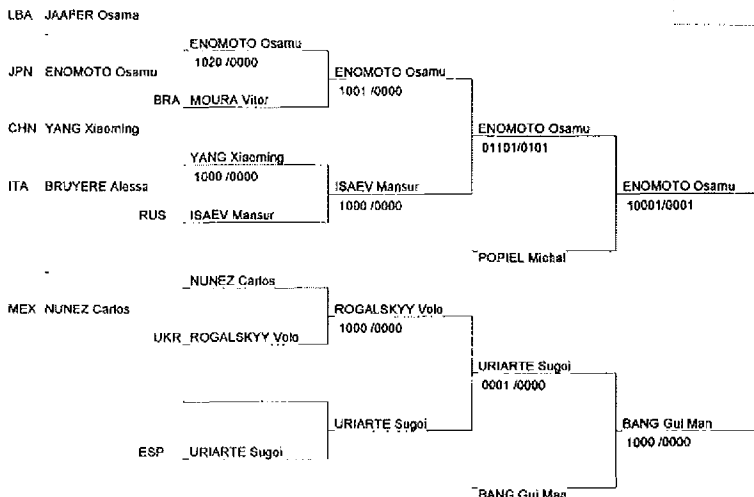 LBA JAAFER Osama
-
ENOMOTO Osamu
1020 /0000
JPN ENOMOTO Osamu
ENOMOTO Osamu
1001 /0000
BRA MOURA Vitor
CHN YANG Xiaoming
ENOMOTO Osamu
01101/0101
YANG Xiaoming
1000 /0000
ITA BRUYERE Alessa
ISAEV Mansur
1000 /0000
ENOMOTO Osamu
10001/0001
RUS ISAEV Mansur
POPIEL Michal
-
NUNEZ Carlos
MEX NUNEZ Carlos
ROGALSKYY Volo
1000 /0000
UKR ROGALSKYY Volo
URIARTE Sugoi
0001 /0000
URIARTE Sugoi
BANG Gui Man
1000 /0000
ESP URIARTE Sugoi
BANG Gui Man